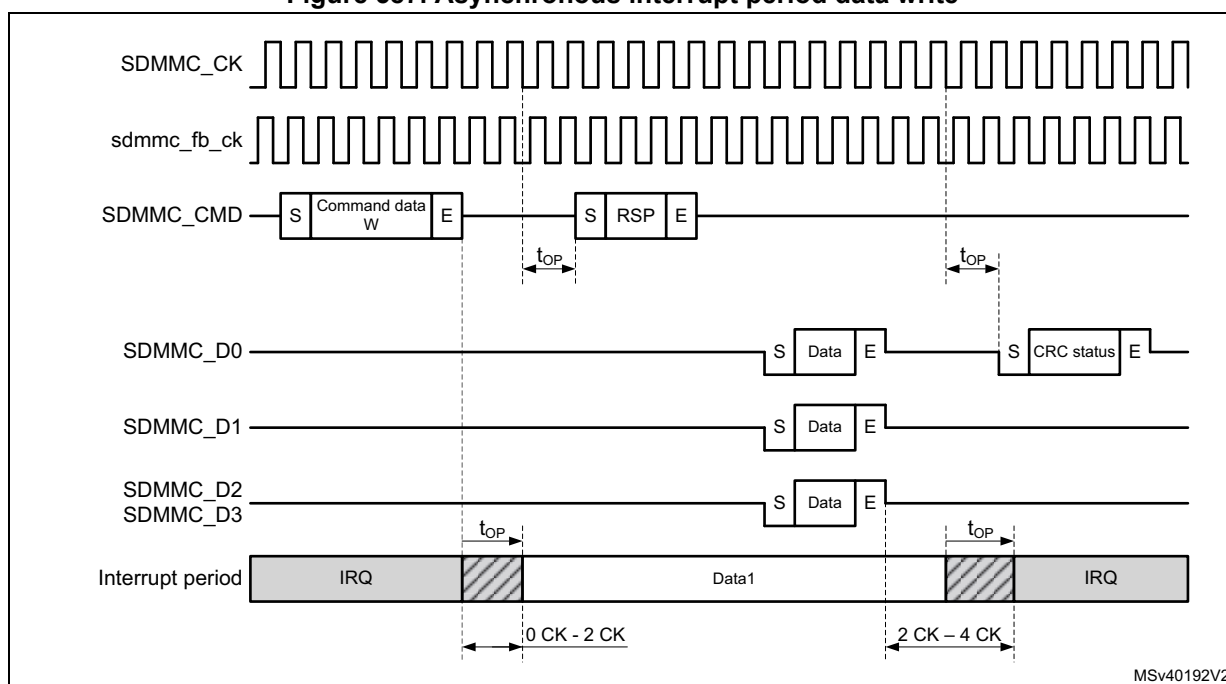 Figure Asynchronous interrupt period data write
SDMMC_CK
sdmmc_fb_ck
SDMMC_CMD
S
Command data
W
E
S
RSP
E
tOP
tOP
SDMMC_D0
S
Data
E
S
CRC status
E
SDMMC_D1
S
Data
E
SDMMC_D2
SDMMC_D3
S
Data
E
tOP
tOP
Interrupt period
IRQ
Data1
IRQ
0 CK - 2 CK
2 CK – 4 CK
MSv40192V2